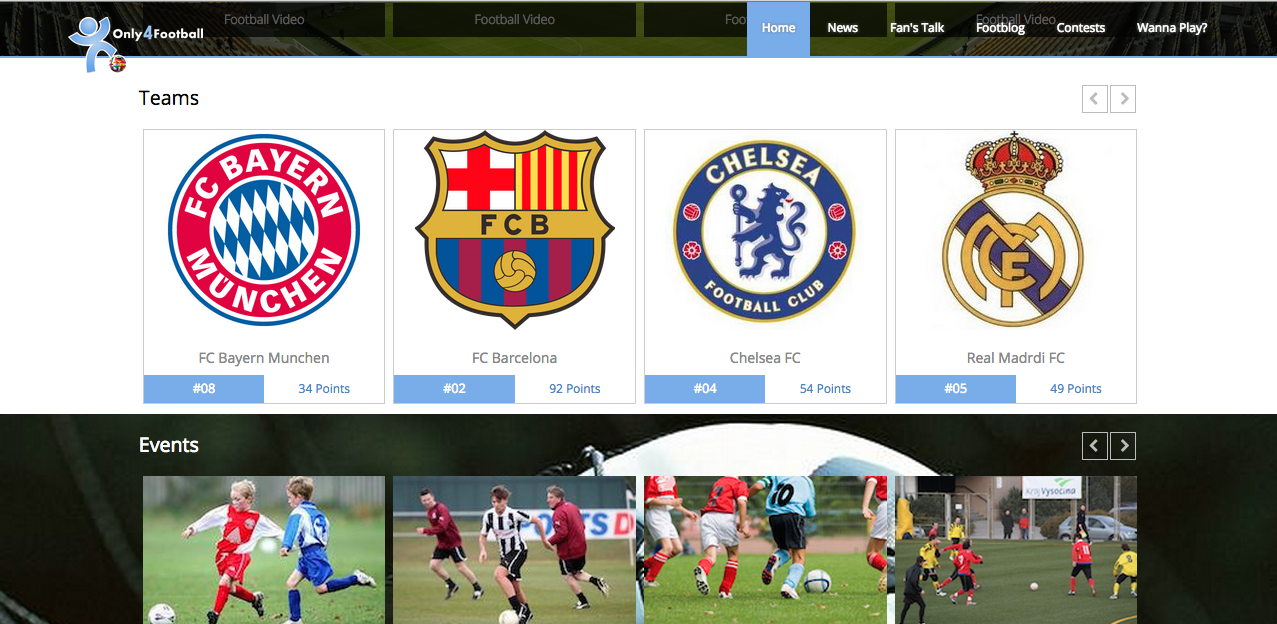 Football Video
Football Video
Foo
Football Video
Only4Football
Home
News
Fan's Talk
Footblog
Contests
Wanna Play?
Teams
FC BAYERN
MÜNCHEN
FCB
CHELSEA
FOOTBALL CLUB
FC Bayern Munchen
FC Barcelona
Chelsea FC
Real Madrdi FC
#08
34 Points
#02
92 Points
#04
54 Points
#05
49 Points
Events
10
kraj Vysočina